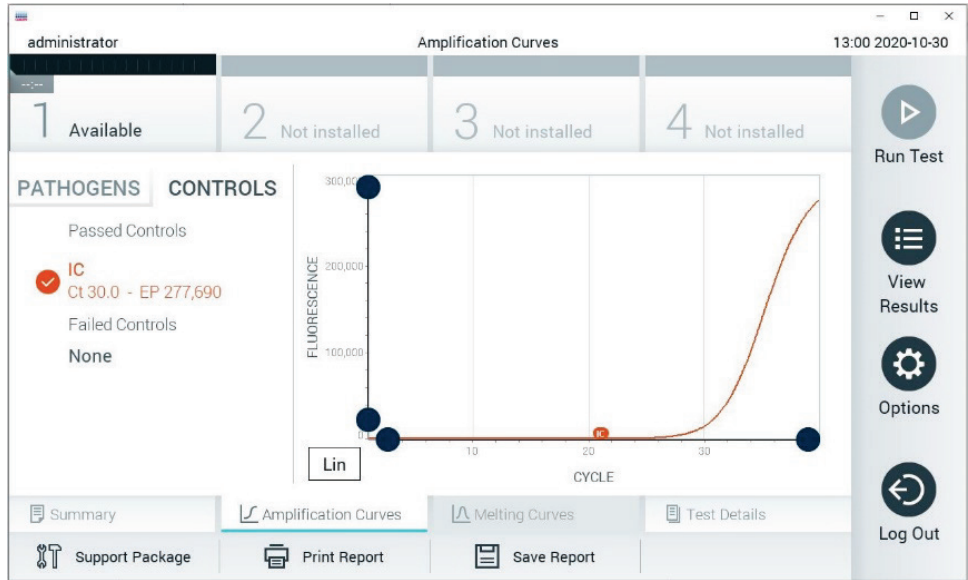 administrator
Amplification Curves
13:00 2020-10-30
--:--
1 Available
2 Not installed
3 Not installed
4 Not installed
Run Test
PATHOGENS
CONTROLS
Passed Controls
IC
Ct 30.0 - EP 277,690
Failed Controls
None
FLUORESCENCE
200,000
100,000
10
20
30
IC
CYCLE
Lin
View
Results
Options
Log Out
Summary
Amplification Curves
Melting Curves
Test Details
Support Package
Print Report
Save Report